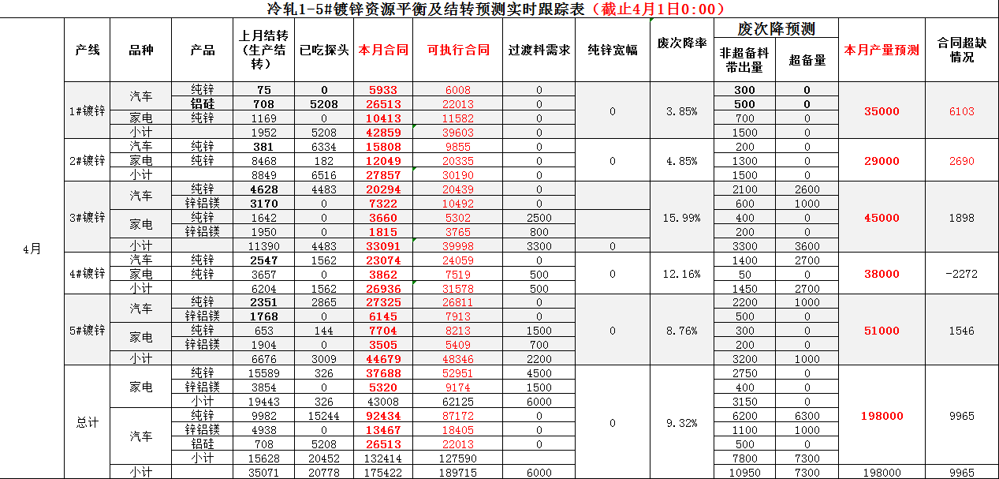 冷轧1-5#镀锌资源平衡及结转预测实时跟踪表（截止4月1日0:00）
产线 品种 产品 上月结转（生产结转） 已吃探头 本月合同 可执行合同 过渡料需求 纯锌宽幅 废次降率 废次降预测 本月产量预测 合同超缺情况
非超备料带出量 超备量
4月
1#镀锌 汽车 纯锌 75 0 5933 6008 0 0 3.85% 300 0 35000 6103
铝硅 708 5208 26513 22013 0 500 0
家电 纯锌 1169 0 10413 11582 0 700 0
小计 1952 5208 42859 39603 0 1500 0
2#镀锌 汽车 纯锌 381 6334 15808 9855 0 0 4.85% 200 0 29000 2690
家电 纯锌 8468 182 12049 20335 0 1300 0
小计 8849 6516 27857 30190 0 1500 0
3#镀锌 汽车 纯锌 4628 4483 20294 20439 0 15.99% 2100 2600 45000 1898
锌铝镁 3170 0 7322 10492 0 600 1000
家电 纯锌 1642 0 3660 5302 2500 400 0
锌铝镁 1950 0 1815 3765 800 200 0
小计 11390 4483 33091 39998 3300 0 3300 3600
4#镀锌 汽车 纯锌 2547 1562 23074 24059 0 0 12.16% 1400 2700 38000 -2272
家电 纯锌 3657 0 3862 7519 500 50 0
小计 6204 1562 26936 31578 500 1450 2700
5#镀锌 汽车 纯锌 2351 2865 27325 26811 0 0 8.76% 2200 1000 51000 1546
锌铝镁 1768 0 6145 7913 0 500 0
家电 纯锌 653 144 7704 8213 1500 300 0
锌铝镁 1904 0 3505 5409 700 200 0
小计 6676 3009 44679 48346 2200 3200 1000
总计 家电 纯锌 15589 326 37688 52951 4500 0 9.32% 2750 0 198000 9965
锌铝镁 3854 0 5320 9174 1500 400 0
小计 19443 326 43008 62125 6000 3150 0
汽车 纯锌 9982 15244 92434 87172 0 6200 6300
锌铝镁 4938 0 13467 18405 0 1100 1000
铝硅 708 5208 26513 22013 0 500 0
小计 15628 20452 132414 127590 7800 7300
小计 35071 20778 175422 189715 6000 10950 7300 198000 9965